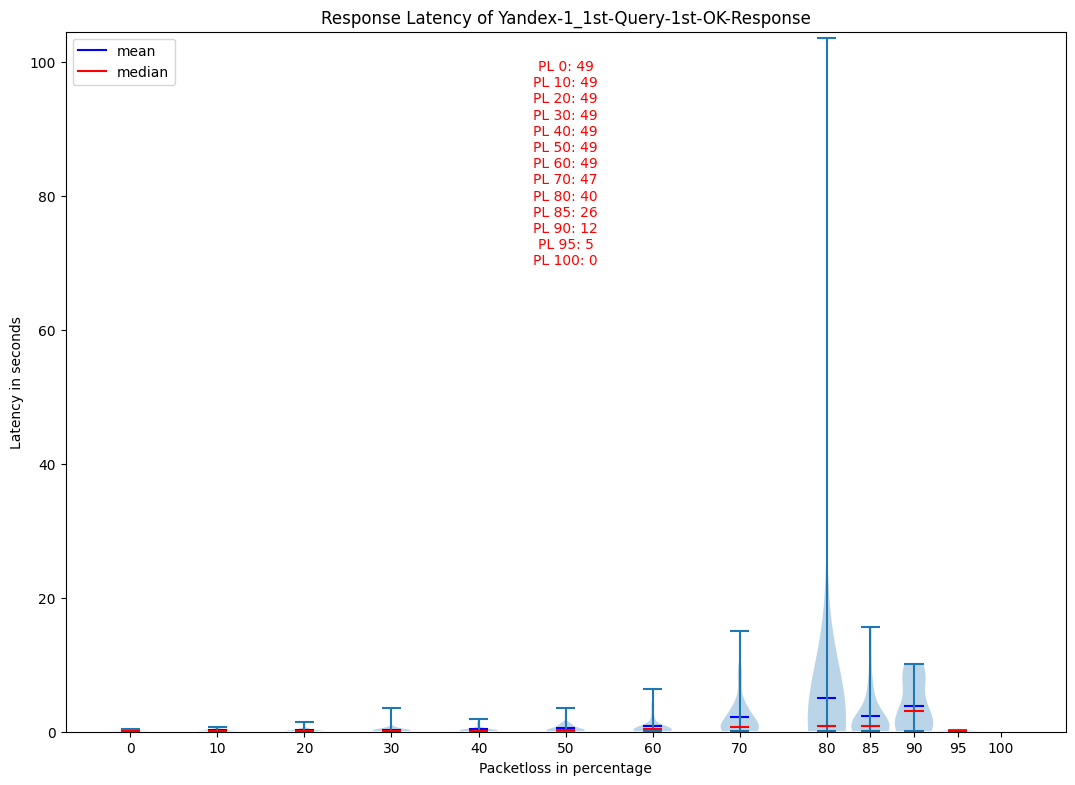 Response Latency of Yandex-1_1st-Query-1st-OK-Response
mean
median
PL 0: 49
PL 10: 49
PL 20: 49
PL 30: 49
PL 40: 49
PL 50: 49
PL 60: 49
PL 70: 47
PL 80: 40
PL 85: 26
PL 90: 12
PL 95: 5
PL 100: 0
Latency in seconds
100
80
60
40
20
0
0 10 20 30 40 50 60 70 80 85 90 95 100
Packetloss in percentage